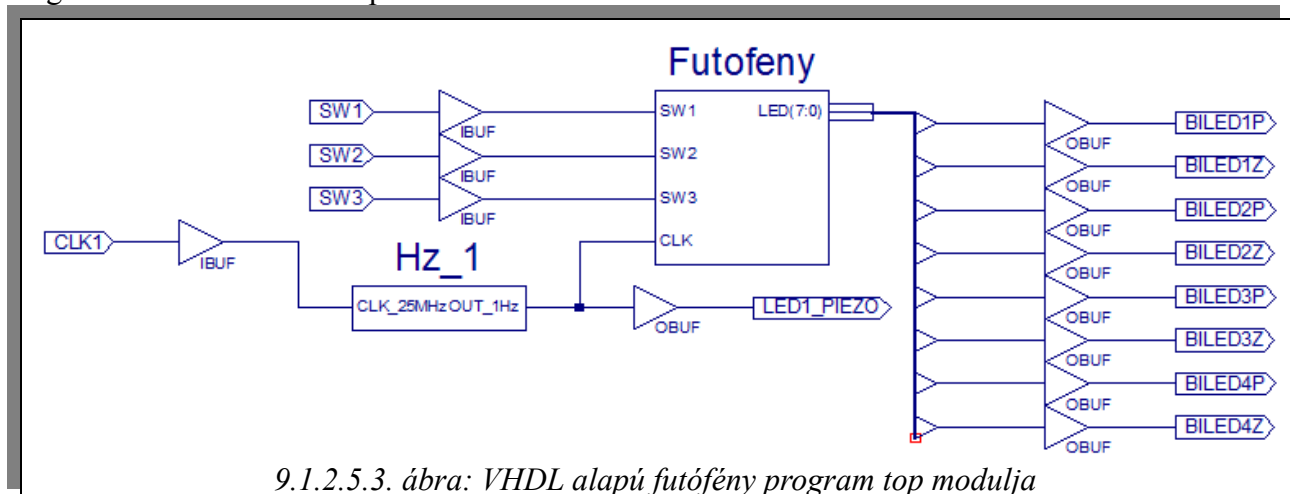 Futofeny
SW1
IBUF
SW1
LED(7:0)
OBUF
BILED1P
SW2
IBUF
SW2
OBUF
BILED1Z
SW3
IBUF
SW3
OBUF
BILED2P
CLK1
IBUF
CLK
OBUF
BILED2Z
Hz_1
CLK_25MHz OUT_1Hz
OBUF
LED1_PIEZO
OBUF
BILED3P
OBUF
BILED3Z
OBUF
BILED4P
OBUF
BILED4Z
9.1.2.5.3. ábra: VHDL alapú futófény program top modulja